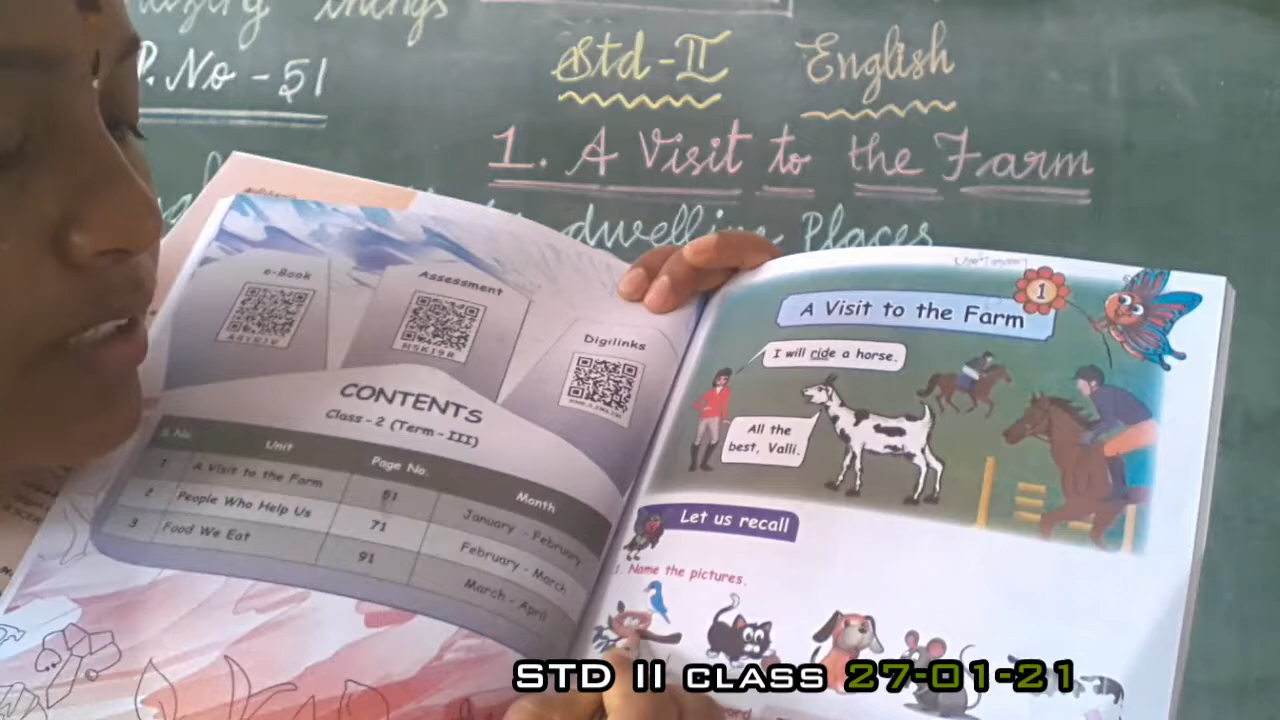 things
P.No - 51
Std - II English
1. A Visit to the Farm
dwelling Places
e-Book
Assessment
Digilinks
CONTENTS
Class - 2 (Term - III)
S.No. Unit Page No. Month
1 A Visit to the Farm 51 January - February
2 People Who Help Us 71 February - March
3 Food We Eat 91 March - April
1
A Visit to the Farm
I will ride a horse.
All the
best, Valli.
Let us recall
1. Name the pictures.
STD II CLASS 27-01-21